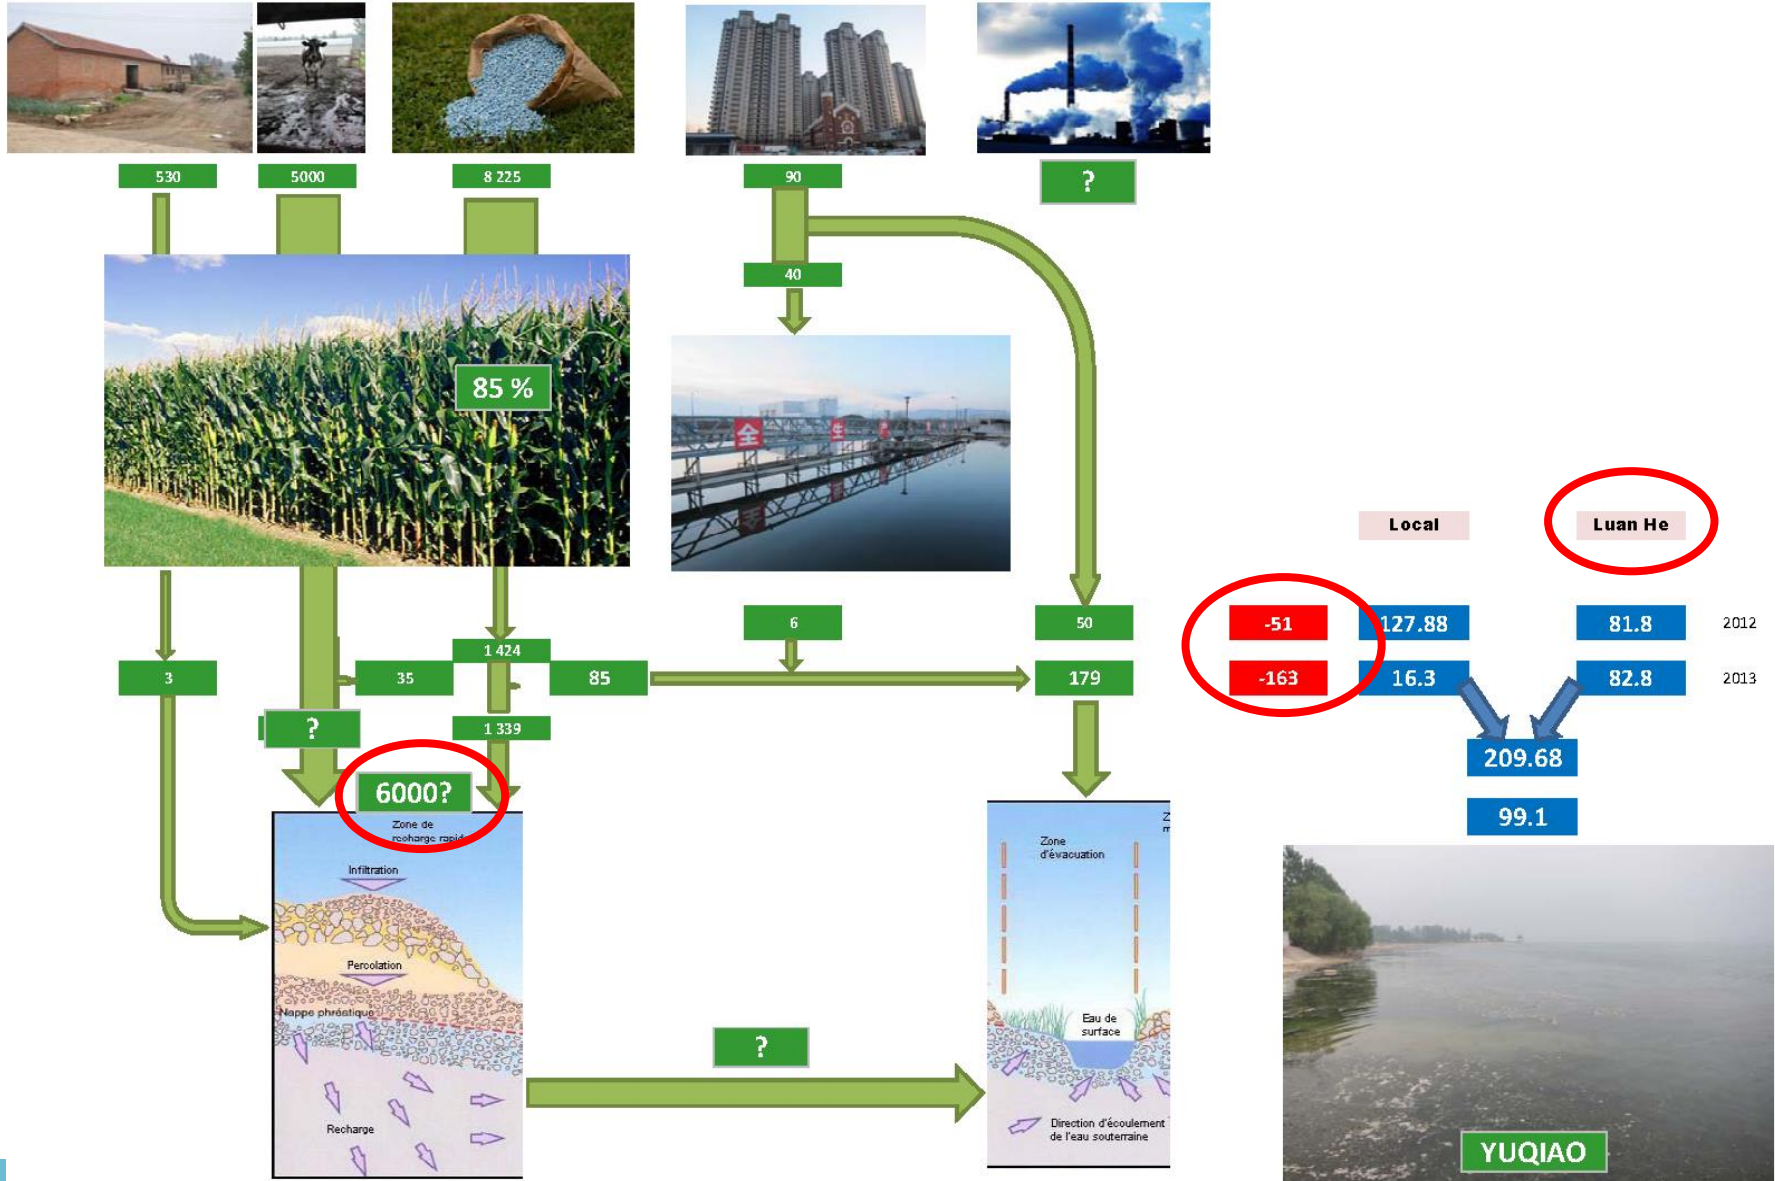 530
5000
8 225
90
?
40
85 %
全
生
产
Local
Luan He
6
50
-51
127.88
81.8
2012
1 424
3
35
85
179
-163
16.3
82.8
2013
?
1 339
209.68
6000?
99.1
Zone de
recharge rapid
Infiltration
Percolation
Nappe phréatique
Recharge
?
Z
m
Zone
d'évacuation
Eau de
surface
Direction d'écoulement
de l'eau souterraine
YUQIAO